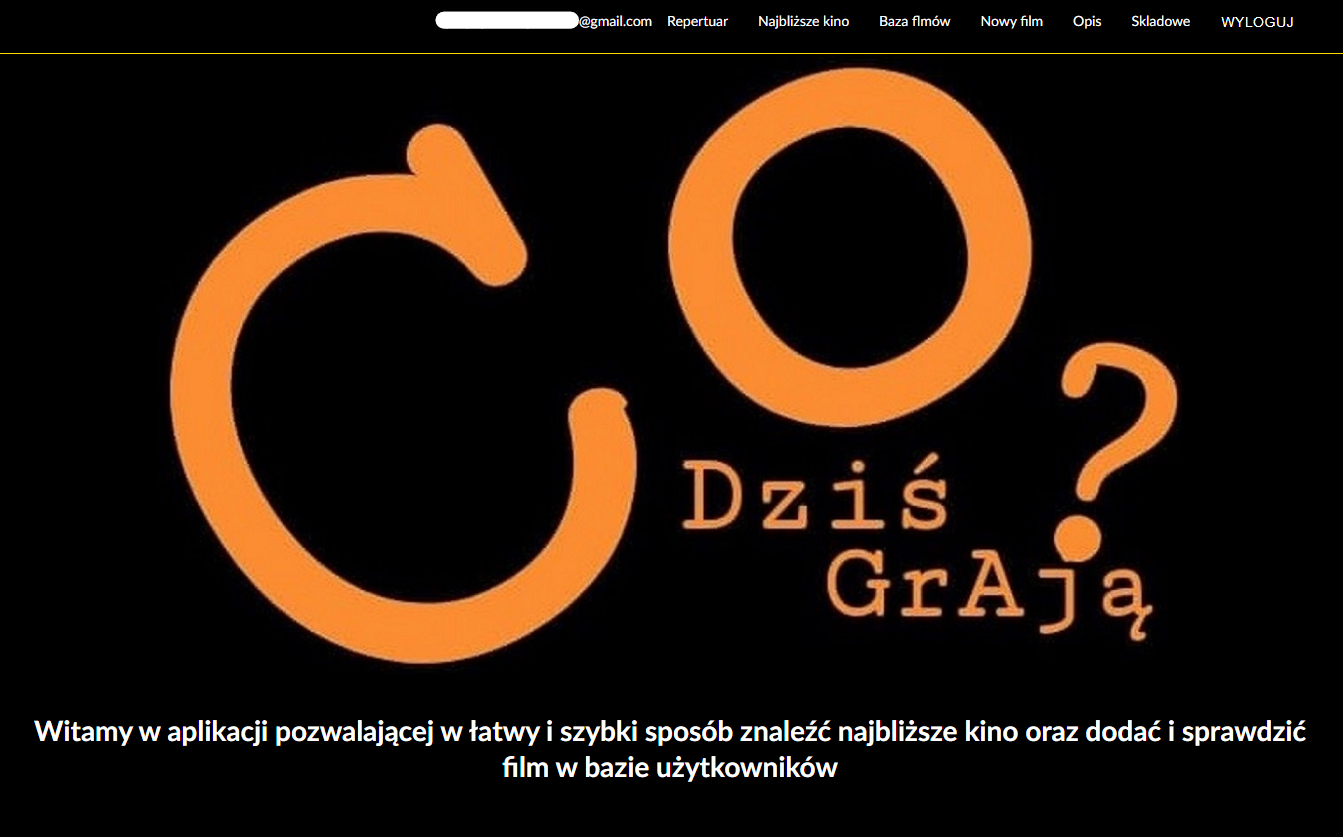 @gmail.com Repertuar Najbliższe kino Baza flmów Nowy film Opis Skladowe WYLOGUJ
CO?
Dziś
GrAją
Witamy w aplikacji pozwalającej w łatwy i szybki sposób znaleźć najbliższe kino oraz dodać i sprawdzić
film w bazie użytkowników